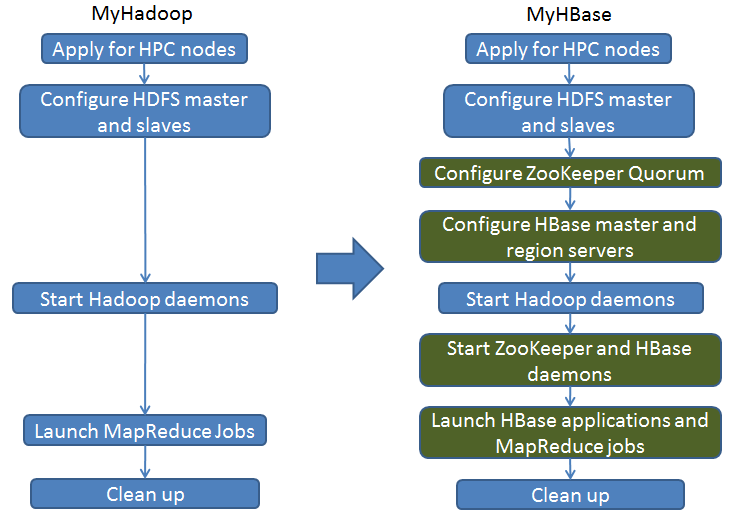 MyHadoop
Apply for HPC nodes
Configure HDFS master
and slaves
Start Hadoop daemons
Launch MapReduce Jobs
Clean up
MyHBase
Apply for HPC nodes
Configure HDFS master
and slaves
Configure ZooKeeper Quorum
Configure HBase master and
region servers
Start Hadoop daemons
Start ZooKeeper and HBase
daemons
Launch HBase applications and
MapReduce jobs
Clean up